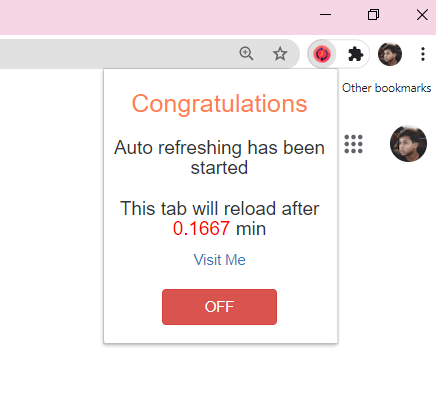 Other bookmarks
Congratulations
Auto refreshing has been
started
This tab will reload after
0.1667 min
Visit Me
OFF